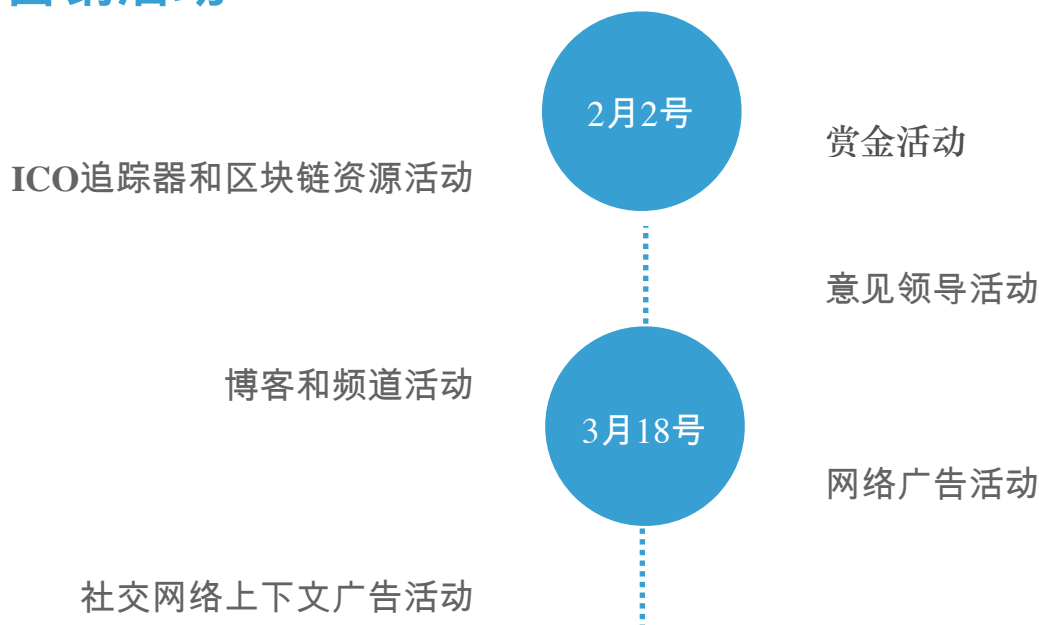 2月2号
赏金活动
ICO追踪器和区块链资源活动
意见领导活动
博客和频道活动
3月18号
网络广告活动
社交网络上下文广告活动